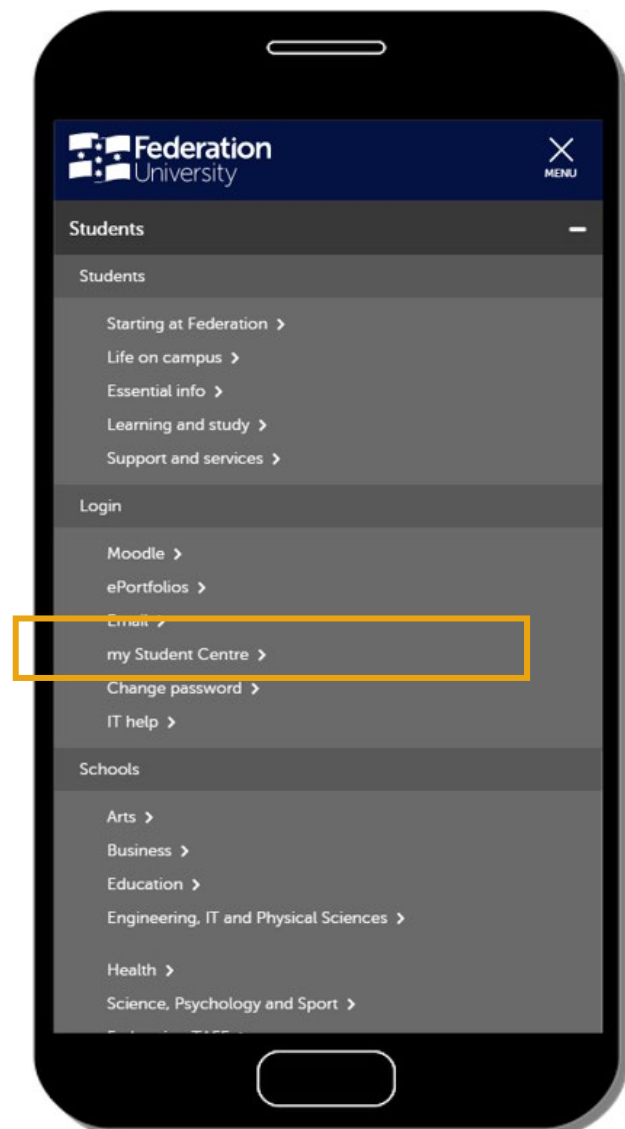 Federation
University
MENU
Students
Students
Starting at Federation
Life on campus
Essential info
Learning and study
Support and services
Login
Moodle
ePortfolios
Email
my Student Centre
Change password
IT help
Schools
Arts
Business
Education
Engineering, IT and Physical Sciences
Health
Science, Psychology and Sport